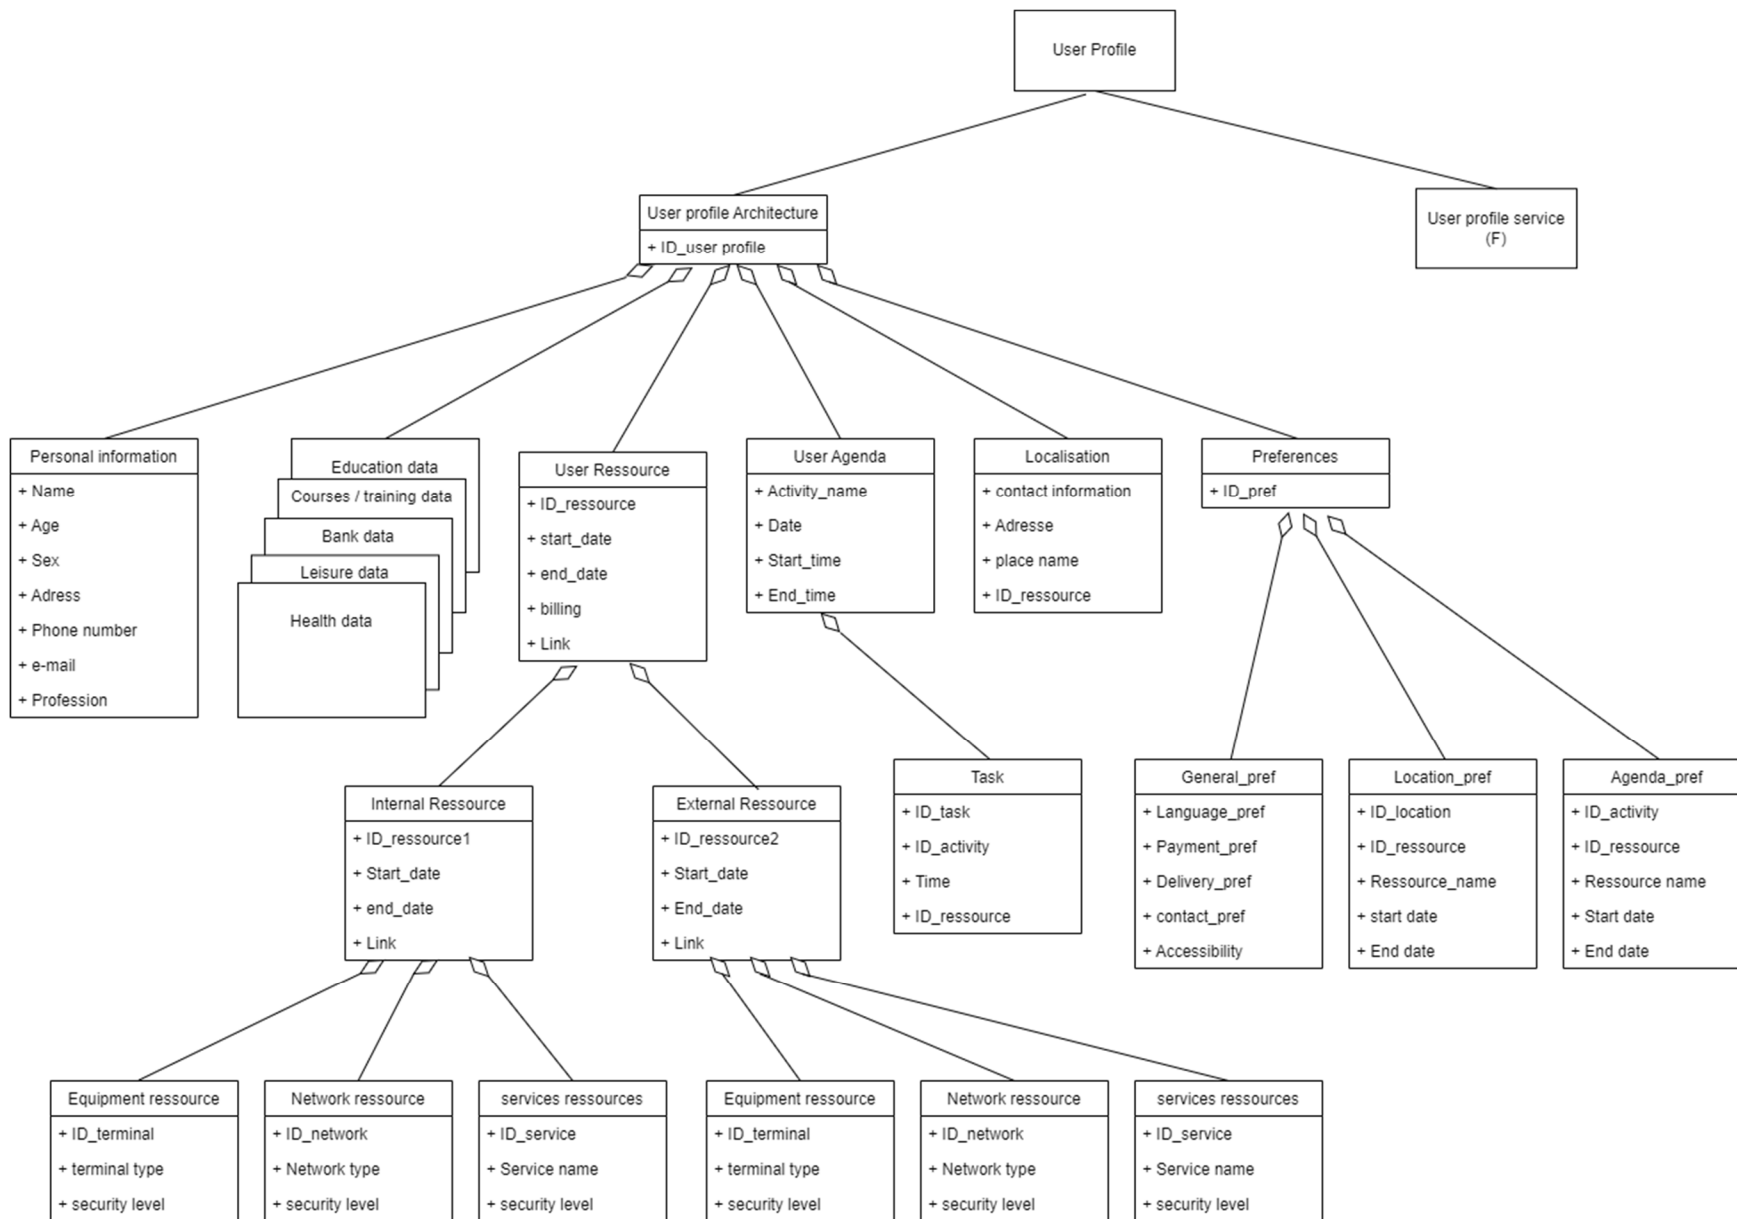 User Profile
User profile Architecture
+ ID_user profile
User profile service
(F)
Personal information
+ Name
+ Age
+ Sex
+ Adress
+ Phone number
+ e-mail
+ Profession
Education data
Courses / training data
Bank data
Leisure data
Health data
User Ressource
+ ID_ressource
+ start_date
+ end_date
+ billing
+ Link
User Agenda
+ Activity_name
+ Date
+ Start_time
+ End_time
Localisation
+ contact information
+ Adresse
+ place name
+ ID_ressource
Preferences
+ ID_pref
Internal Ressource
+ ID_ressource1
+ Start_date
+ end_date
+ Link
External Ressource
+ ID_ressource2
+ Start_date
+ End_date
+ Link
Task
+ ID_task
+ ID_activity
+ Time
+ ID_ressource
General_pref
+ Language_pref
+ Payment_pref
+ Delivery_pref
+ contact_pref
+ Accessibility
Location_pref
+ ID_location
+ ID_ressource
+ Ressource_name
+ start date
+ End date
Agenda_pref
+ ID_activity
+ ID_ressource
+ Ressource name
+ Start date
+ End date
Equipment ressource
+ ID_terminal
+ terminal type
+ security level
Network ressource
+ ID_network
+ Network type
+ security level
services ressources
+ ID_service
+ Service name
+ security level
Equipment ressource
+ ID_terminal
+ terminal type
+ security level
Network ressource
+ ID_network
+ Network type
+ security level
services ressources
+ ID_service
+ Service name
+ security level